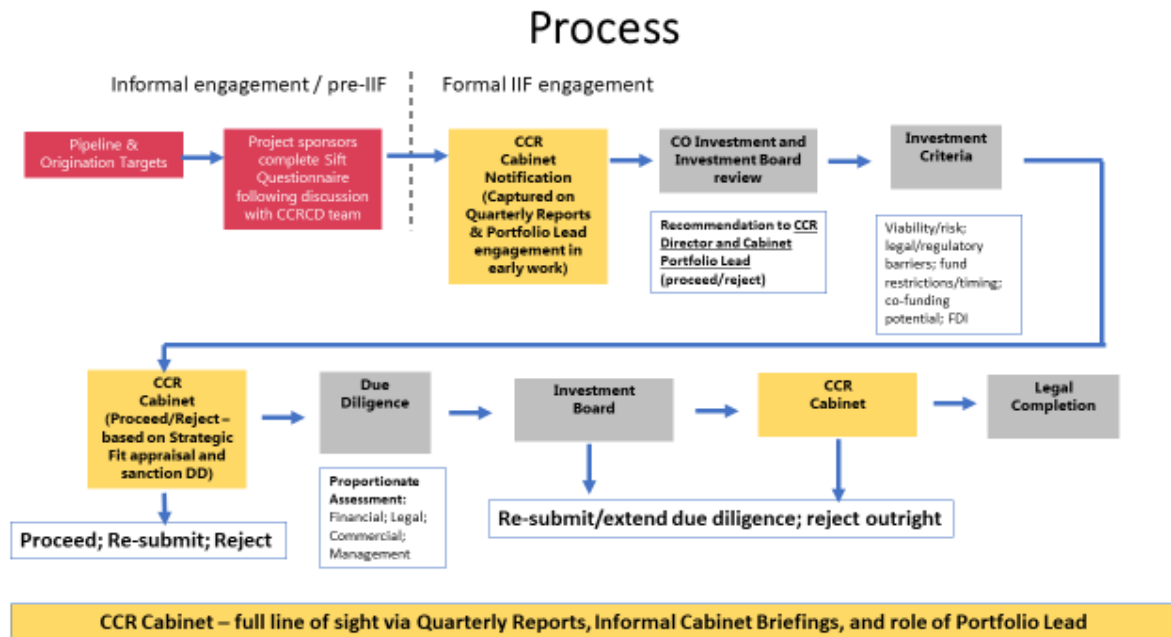 Process
Informal engagement / pre-IIF
Formal IIF engagement
Pipeline &
Origination Targets
Project sponsors
complete Sift
Questionnaire
following discussion
with CCRCD team
CCR
Cabinet
Notification
(Captured on
Quarterly Reports
& Portfolio Lead
engagement in
early work)
CO Investment and
Investment Board
review
Recommendation to CCR
Director and Cabinet
Portfolio Lead
(proceed/reject)
Investment
Criteria
Viability/risk;
legal/regulatory
barriers; fund
restrictions/timing;
co-funding
potential; FDI
CCR
Cabinet
(Proceed/Reject –
based on Strategic
Fit appraisal and
sanction DD)
Proceed; Re-submit; Reject
Due
Diligence
Proportionate
Assessment:
Financial; Legal;
Commercial;
Management
Investment
Board
CCR
Cabinet
Re-submit/extend due diligence; reject outright
Legal
Completion
CCR Cabinet – full line of sight via Quarterly Reports, Informal Cabinet Briefings, and role of Portfolio Lead